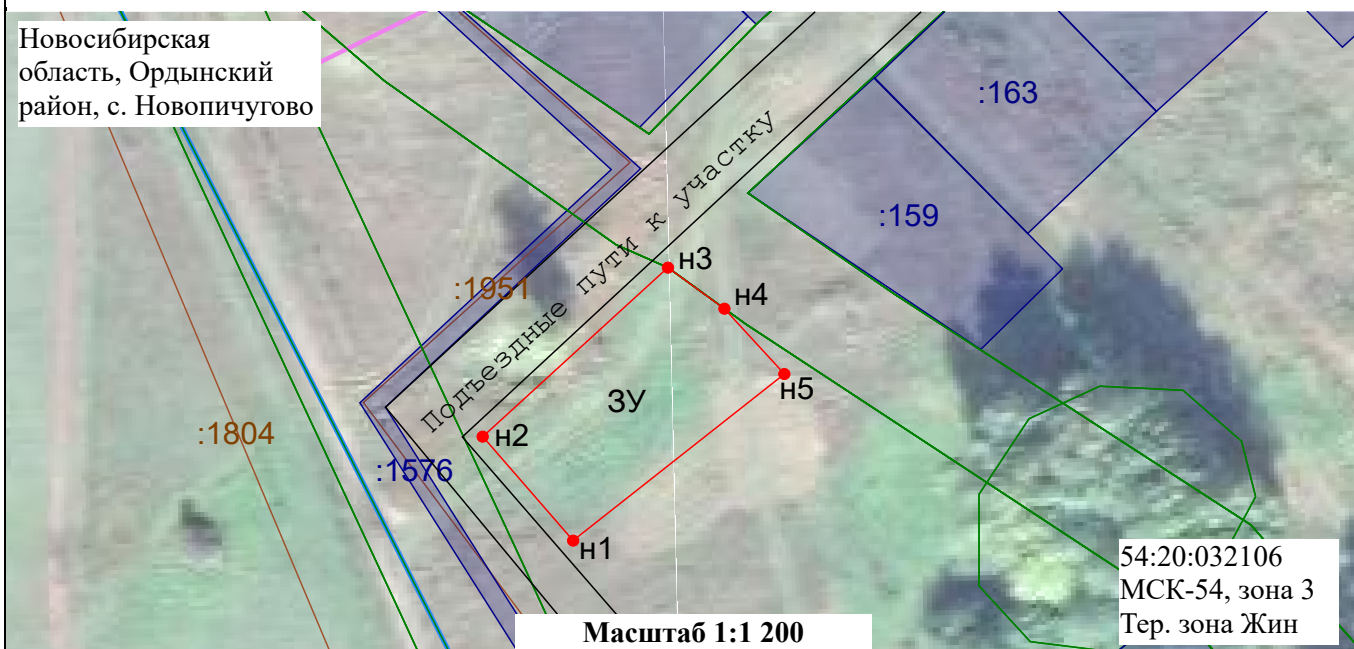 Новосибирская
область, Ордынский
район, с. Новопичугово
:163
:159
Подъездные пути к участку
н3
:1951
н4
н5
ЗУ
:1804
н2
:1576
н1
54:20:032106
МСК-54, зона 3
Тер. зона Жин
Масштаб 1:1 200